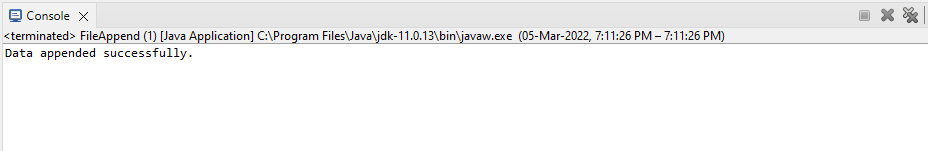 Console
<terminated> FileAppend (1) [Java Application] C:\Program Files\Java\jdk-11.0.13\bin\javaw.exe (05-Mar-2022, 7:11:26 PM – 7:11:26 PM)
Data appended successfully.